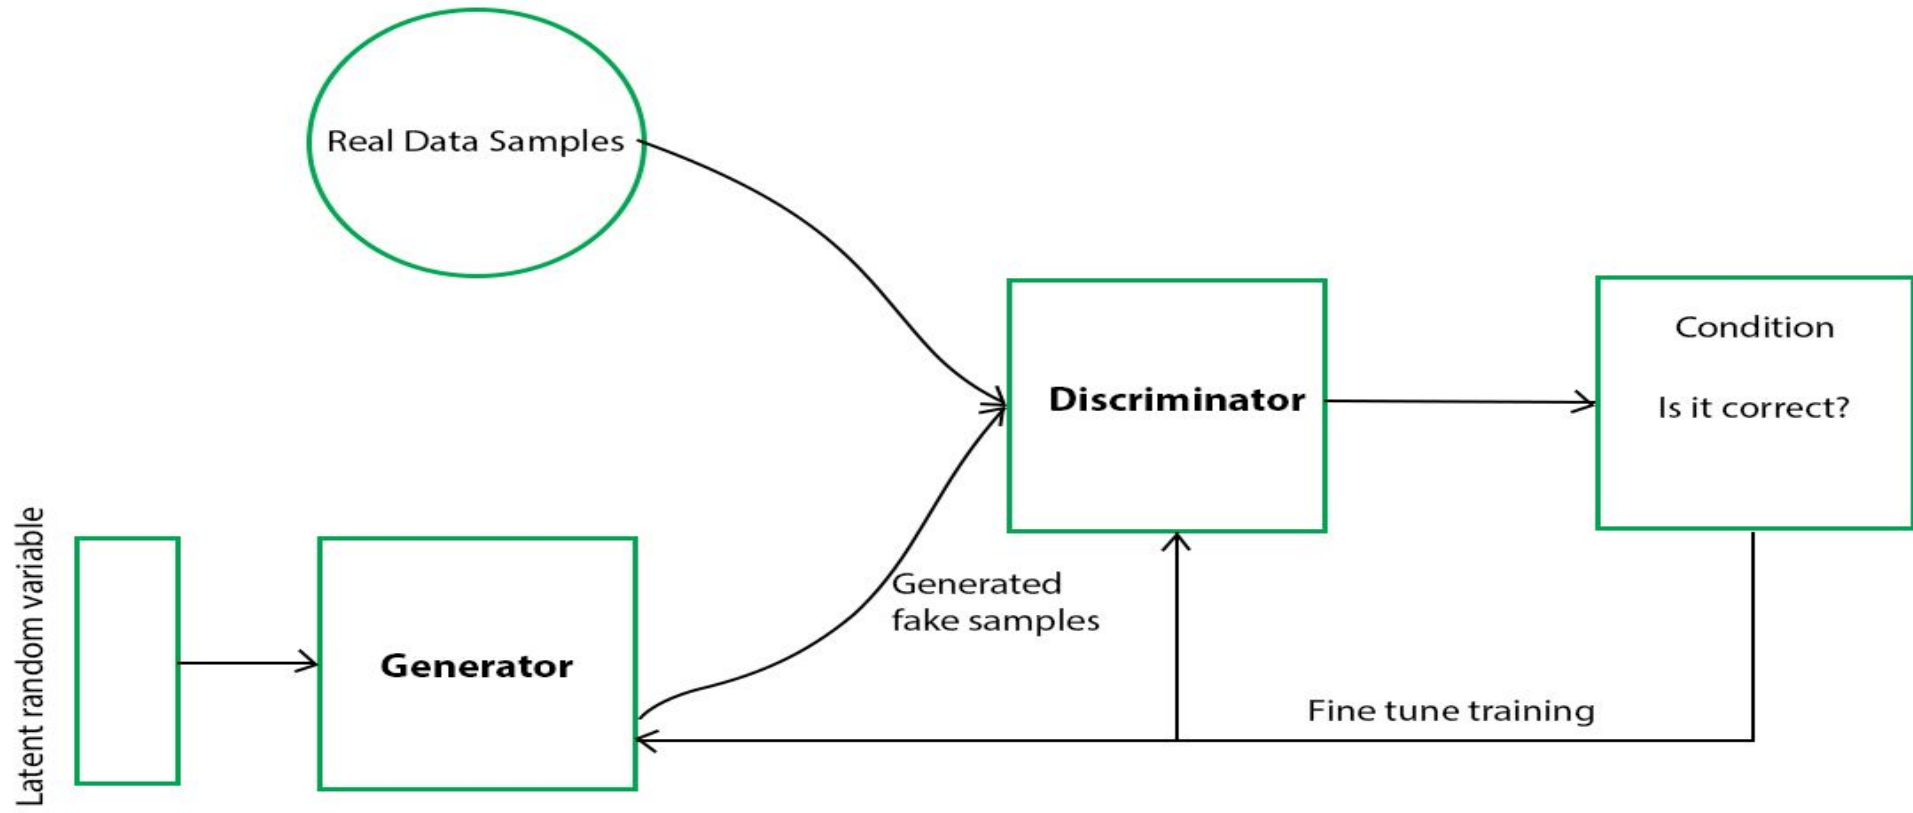 Real Data Samples
Condition
Is it correct?
Discriminator
Latent random variable
Generator
Generated
fake samples
Fine tune training